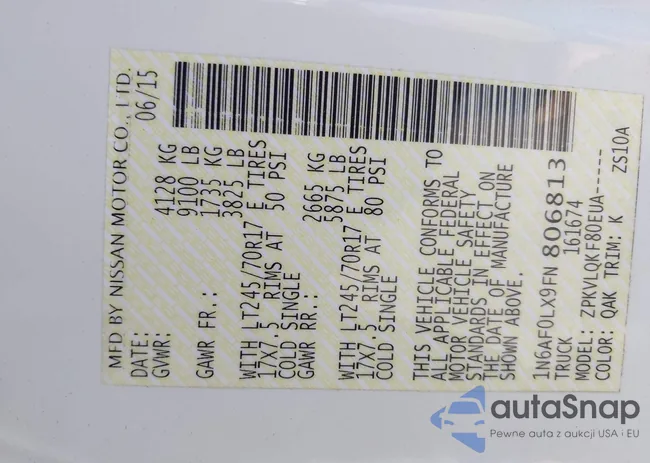 MFD BY NISSAN MOTOR CO., LTD.
DATE: 06/15
GVWR: 4128 KG
9100 LB
GAWR FR.: 1735 KG
3825 LB
WITH LT245/70R17 E TIRES
17X7.5 RIMS AT 50 PSI
COLD SINGLE
GAWR RR.: 2665 KG
5875 LB
WITH LT245/70R17 E TIRES
17X7.5 RIMS AT 80 PSI
COLD SINGLE
THIS VEHICLE CONFORMS TO
ALL APPLICABLE FEDERAL
MOTOR VEHICLE SAFETY
STANDARDS IN EFFECT ON
THE DATE OF MANUFACTURE
SHOWN ABOVE.
1N6AF0LX9FN 806813
TRUCK 161674
MODEL: ZPKVLQKF80EUA-----
COLOR: QAK TRIM: K ZS10A
autaSnap
Pewne auta z aukcji USA i EU